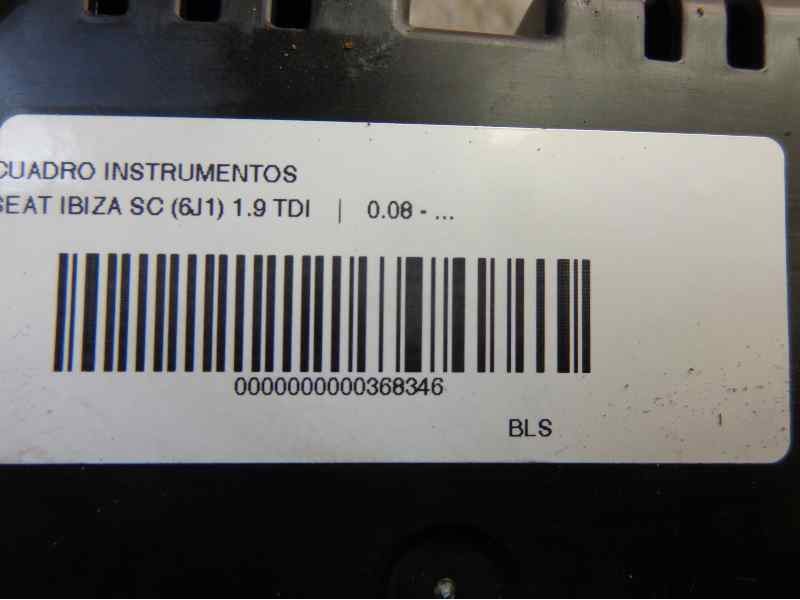 CUADRO INSTRUMENTOS
SEAT IBIZA SC (6J1) 1.9 TDI | 0.08 - ...
0000000000368346
BLS